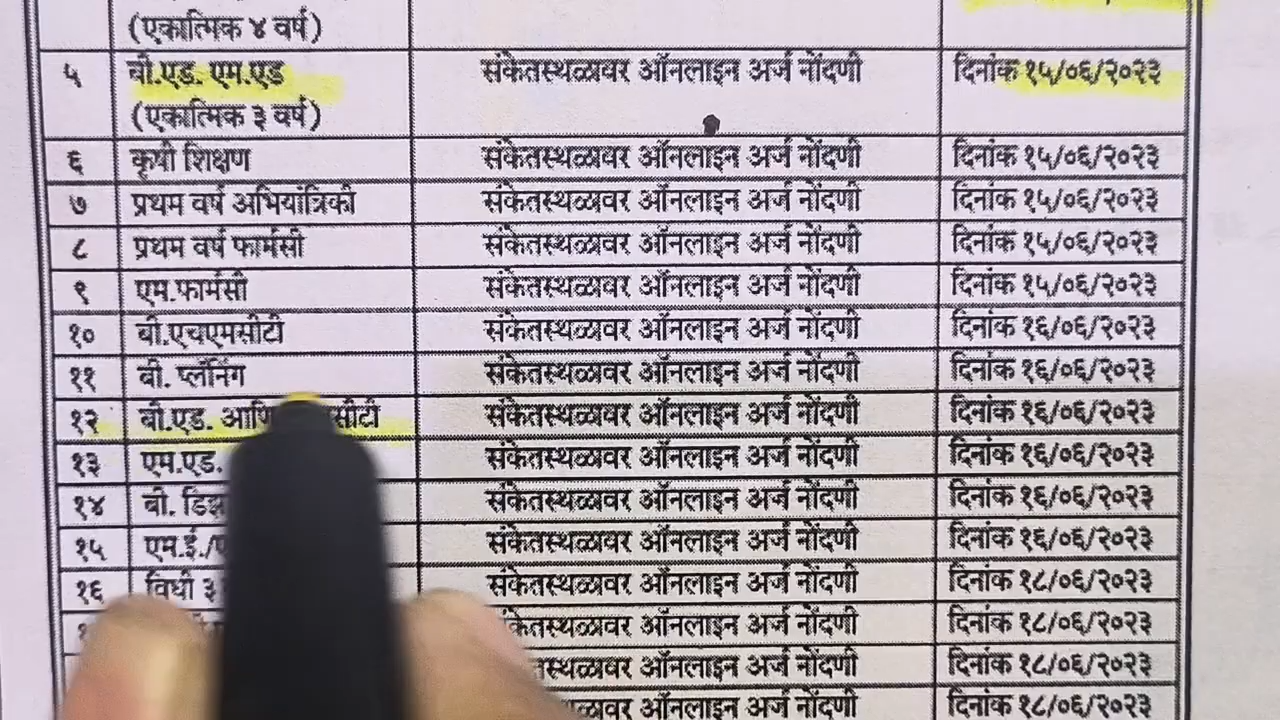 (एकात्मिक ४ वर्ष)
५ बी.एड. एम.एड संकेतस्थळावर ऑनलाइन अर्ज नोंदणी दिनांक १५/०६/२०२३
(एकात्मिक ३ वर्ष)
६ कृषी शिक्षण संकेतस्थळावर ऑनलाइन अर्ज नोंदणी दिनांक १५/०६/२०२३
७ प्रथम वर्ष अभियांत्रिकी संकेतस्थळावर ऑनलाइन अर्ज नोंदणी दिनांक १५/०६/२०२३
८ प्रथम वर्ष फार्मसी संकेतस्थळावर ऑनलाइन अर्ज नोंदणी दिनांक १५/०६/२०२३
९ एम.फार्मसी संकेतस्थळावर ऑनलाइन अर्ज नोंदणी दिनांक १५/०६/२०२३
१० बी.एचएमसीटी संकेतस्थळावर ऑनलाइन अर्ज नोंदणी दिनांक १६/०६/२०२३
११ बी. प्लॅनिंग संकेतस्थळावर ऑनलाइन अर्ज नोंदणी दिनांक १६/०६/२०२३
१२ बी.एड. संकेतस्थळावर ऑनलाइन अर्ज नोंदणी दिनांक १६/०६/२०२३
१३ एम.एड. संकेतस्थळावर ऑनलाइन अर्ज नोंदणी दिनांक १६/०६/२०२३
१४ बी. संकेतस्थळावर ऑनलाइन अर्ज नोंदणी दिनांक १६/०६/२०२३
१५ एम.ई./ संकेतस्थळावर ऑनलाइन अर्ज नोंदणी दिनांक १६/०६/२०२३
१६ विधी ३ संकेतस्थळावर ऑनलाइन अर्ज नोंदणी दिनांक १८/०६/२०२३
ऑनलाइन अर्ज नोंदणी दिनांक १८/०६/२०२३
ऑनलाइन अर्ज नोंदणी दिनांक १८/०६/२०२३
ऑनलाइन अर्ज नोंदणी दिनांक १८/०६/२०२३